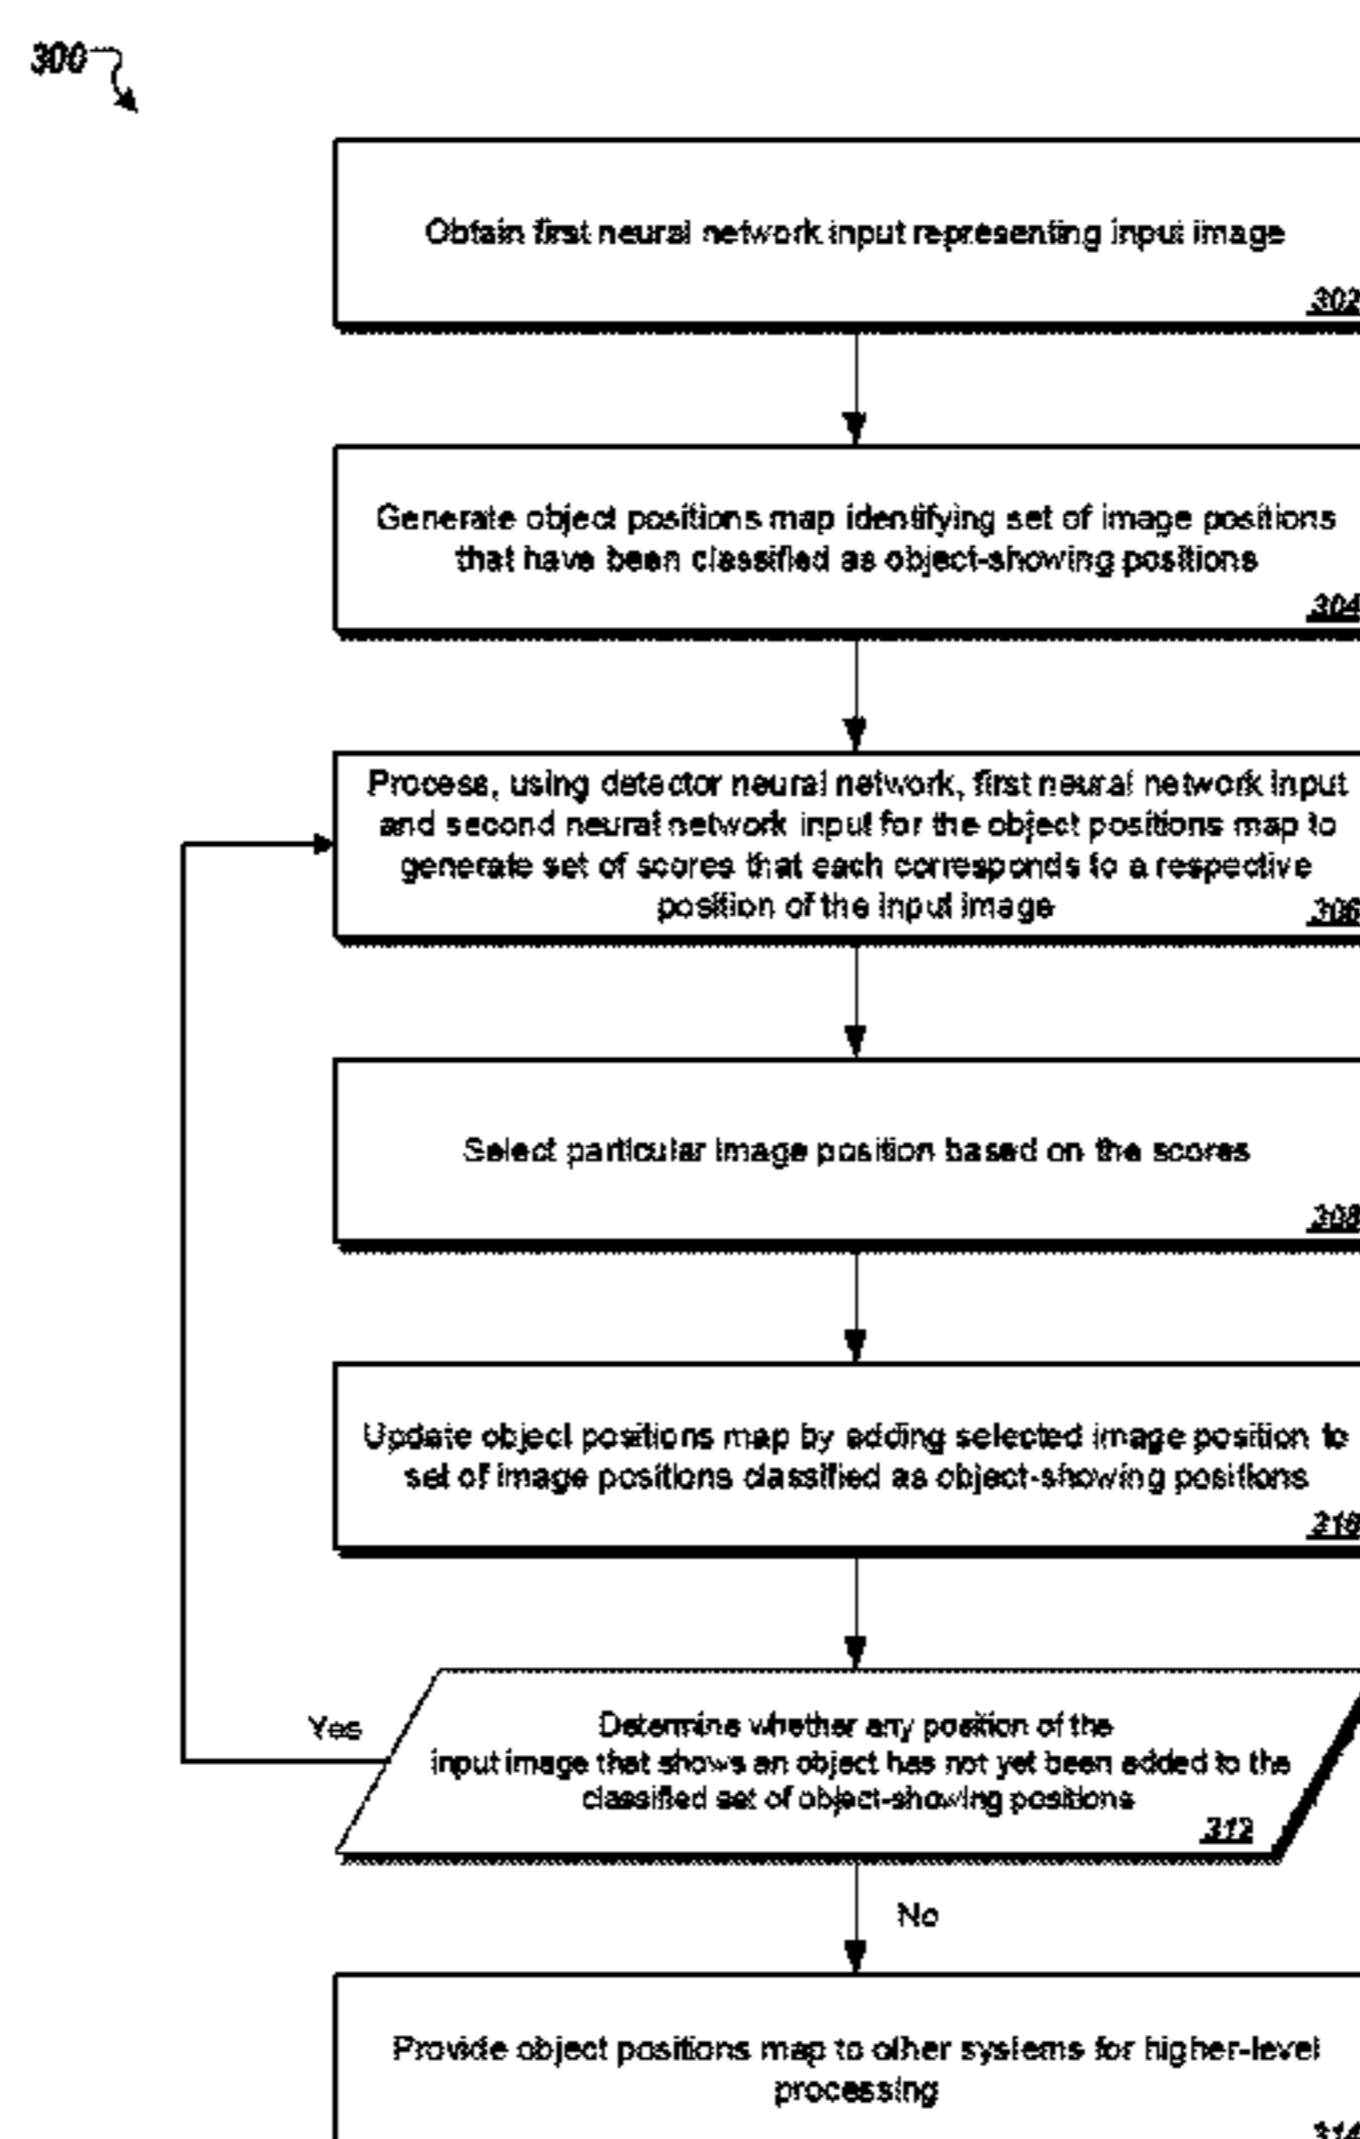 300
Obtain first neural network input representing input image
302
Generate object positions map identifying set of image positions
that have been classified as object-showing positions
304
Process, using detector neural network, first neural network input
and second neural network input for the object positions map to
generate set of scores that each corresponds to a respective
position of the input image
306
Select particular image position based on the scores
308
Update object positions map by adding selected image position to
set of image positions classified as object-showing positions
Yes
Determine whether any position of the
input image that shows an object has not yet been added to the
classified set of object-showing positions
312
No
Provide object positions map to other systems for higher-level
processing